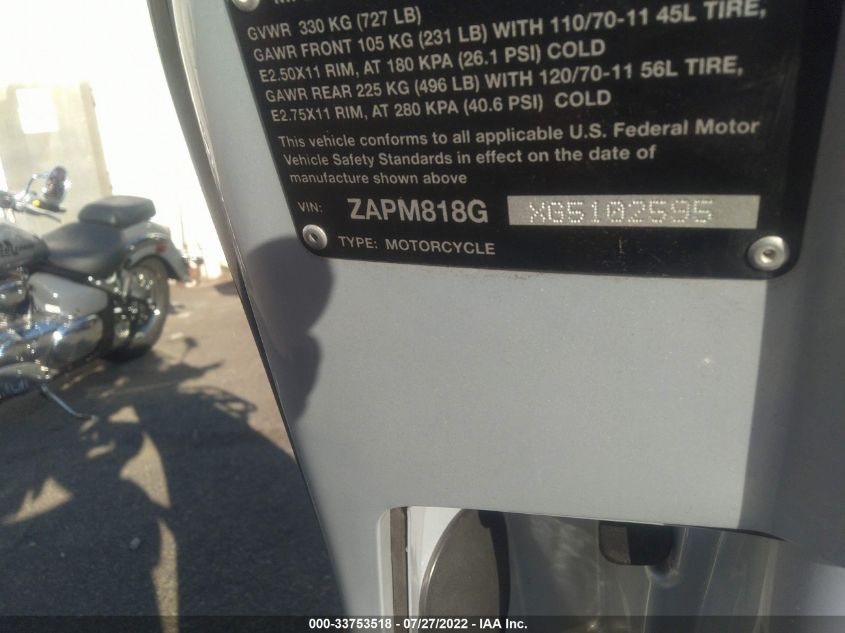 GVWR 330 KG (727 LB)
GAWR FRONT 105 KG (231 LB) WITH 110/70-11 45L TIRE,
E2.50X11 RIM, AT 180 KPA (26.1 PSI) COLD
GAWR REAR 225 KG (496 LB) WITH 120/70-11 56L TIRE,
E2.75X11 RIM, AT 280 KPA (40.6 PSI) COLD
This vehicle conforms to all applicable U.S. Federal Motor
Vehicle Safety Standards in effect on the date of
manufacture shown above
VIN: ZAPM818G XG5102595
TYPE: MOTORCYCLE
000-33753518 - 07/27/2022 - IAA Inc.